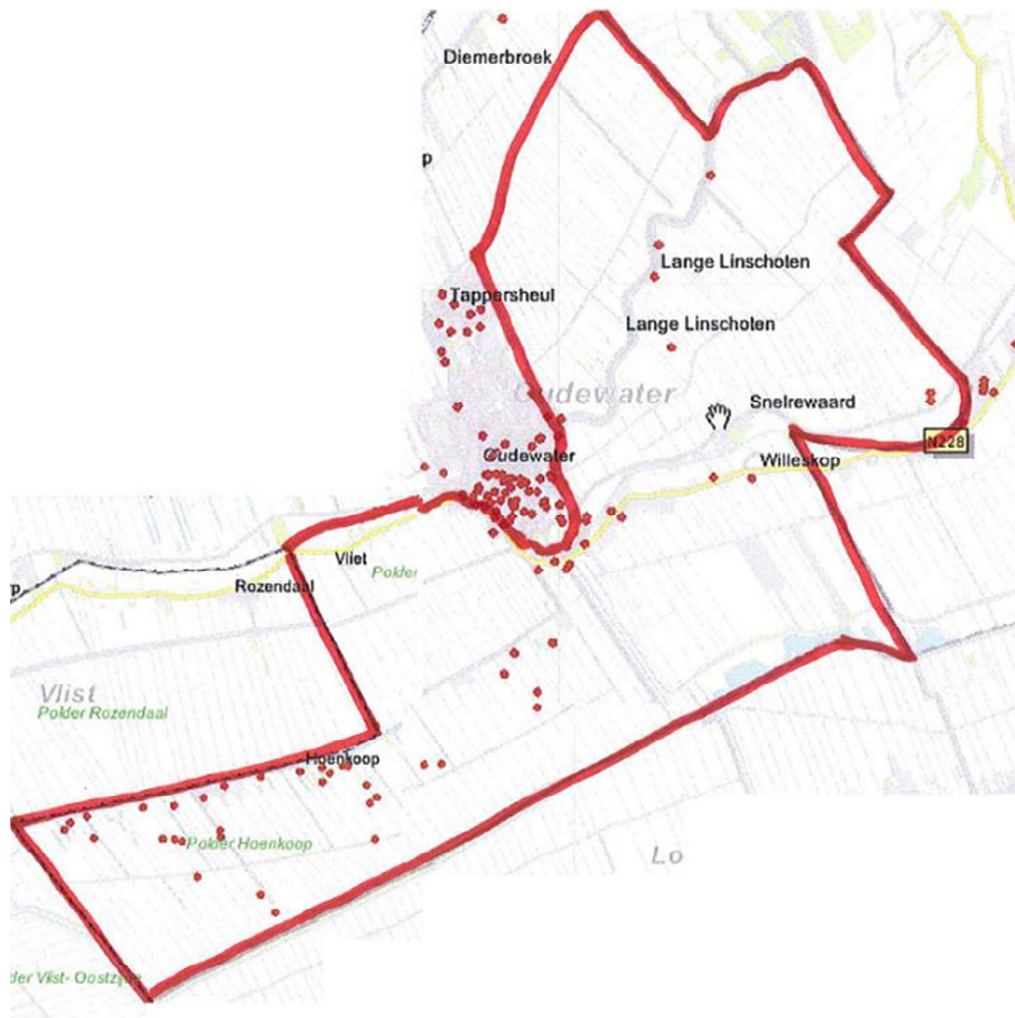 Diemerbroek
p
Lange Linschoten
Tappersheul
Lange Linschoten
Oudewater
Snelrewaard
N228
Oudewater
Willeskop
Vliet
Polder
Rozendaal
rp
Vlist
Polder Rozendaal
Hoenkoop
Polder Hoenkoop
Lo
der Vlist- Oostzijde